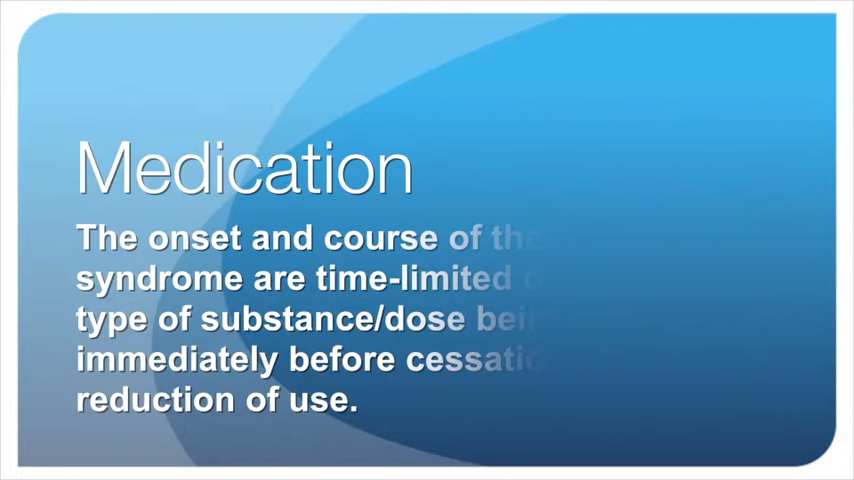 Medication
The onset and course of the
syndrome are time-limited
type of substance/dose
immediately before
reduction of use.